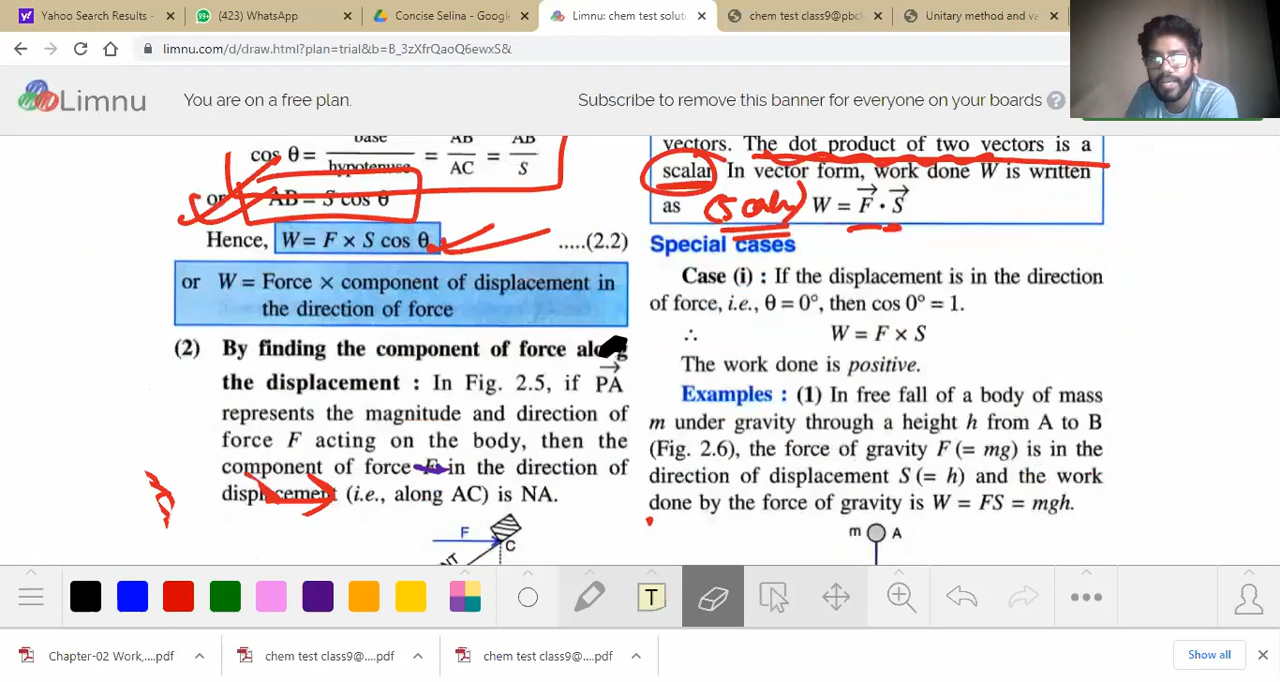 Yahoo Search Results -
(423) WhatsApp
Concise Selina - Google
Limnu: chem test solut
chem test class9@pbcl
Unitary method and va
limnu.com/d/draw.html?plan=trial&b=B_3zXfrQaoQ6ewxS&
Limnu
You are on a free plan.
Subscribe to remove this banner for everyone on your boards
cos θ = base / hypotenuse = AB / AC = AB / S
or AB = S cos θ
Hence, W = F × S cos θ .....(2.2)
or W = Force × component of displacement in
the direction of force
(2) By finding the component of force along
the displacement : In Fig. 2.5, if PA
represents the magnitude and direction of
force F acting on the body, then the
component of force F in the direction of
displacement (i.e., along AC) is NA.
F
C
vectors. The dot product of two vectors is a
scalar. In vector form, work done W is written
as W = F · S
Special cases
Case (i) : If the displacement is in the direction
of force, i.e., θ = 0°, then cos 0° = 1.
∴ W = F × S
The work done is positive.
Examples : (1) In free fall of a body of mass
m under gravity through a height h from A to B
(Fig. 2.6), the force of gravity F (= mg) is in the
direction of displacement S (= h) and the work
done by the force of gravity is W = FS = mgh.
m A
T
Chapter-02 Work,....pdf
chem test class9@....pdf
chem test class9@....pdf
Show all